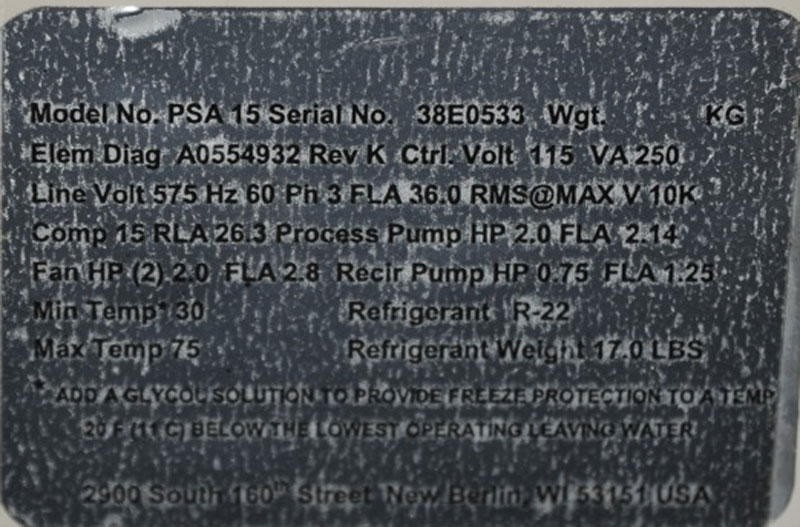 Model No. PSA 15 Serial No. 38E0533 Wgt. KG
Elem Diag A0554932 Rev K Ctrl. Volt 115 VA 250
Line Volt 575 Hz 60 Ph 3 FLA 36.0 RMS@MAX V 10K
Comp 15 RLA 26.3 Process Pump HP 2.0 FLA 2.14
Fan HP (2) 2.0 FLA 2.8 Recir Pump HP 0.75 FLA 1.25
Min Temp* 30 Refrigerant R-22
Max Temp 75 Refrigerant Weight 17.0 LBS
* ADD A GLYCOL SOLUTION TO PROVIDE FREEZE PROTECTION TO A TEMP
20 F (11 C) BELOW THE LOWEST OPERATING LEAVING WATER
2900 South 160th Street New Berlin, WI 53151 USA